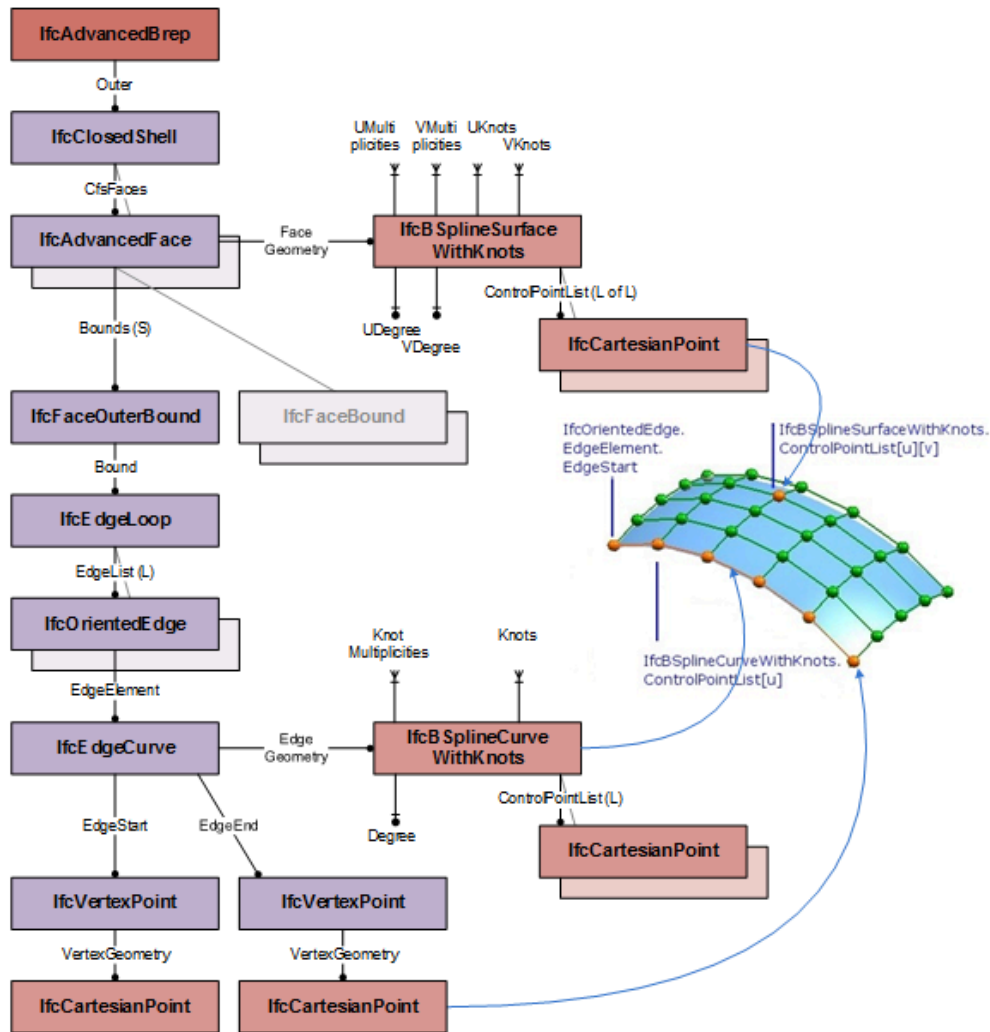 IfcAdvancedBrep
Outer
IfcClosedShell
CfsFaces
UMulti
plicities
VMulti
plicities
UKnots
VKnots
IfcAdvancedFace
Face
Geometry
IfcBSplineSurface
WithKnots
ControlPointList (L of L)
UDegree
VDegree
Bounds (S)
IfcCartesianPoint
IfcFaceOuterBound
IfcFaceBound
IfcOrientedEdge.
EdgeElement.
EdgeStart
IfcBSplineSurfaceWithKnots.
ControlPointList[u][v]
Bound
IfcEdgeLoop
EdgeList (L)
IfcOrientedEdge
Knot
Multiplicities
Knots
IfcBSplineCurveWithKnots.
ControlPointList[u]
EdgeElement
IfcEdgeCurve
Edge
Geometry
IfcBSplineCurve
WithKnots
ControlPointList (L)
EdgeStart
EdgeEnd
Degree
IfcCartesianPoint
IfcVertexPoint
IfcVertexPoint
VertexGeometry
VertexGeometry
IfcCartesianPoint
IfcCartesianPoint